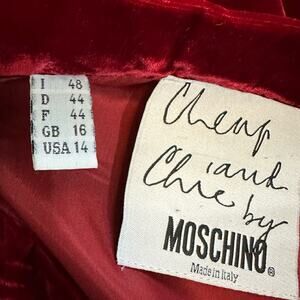 I 48
D 44
F 44
GB 16
USA 14
Cheap
and
Chic by
MOSCHINO®
Made in Italy